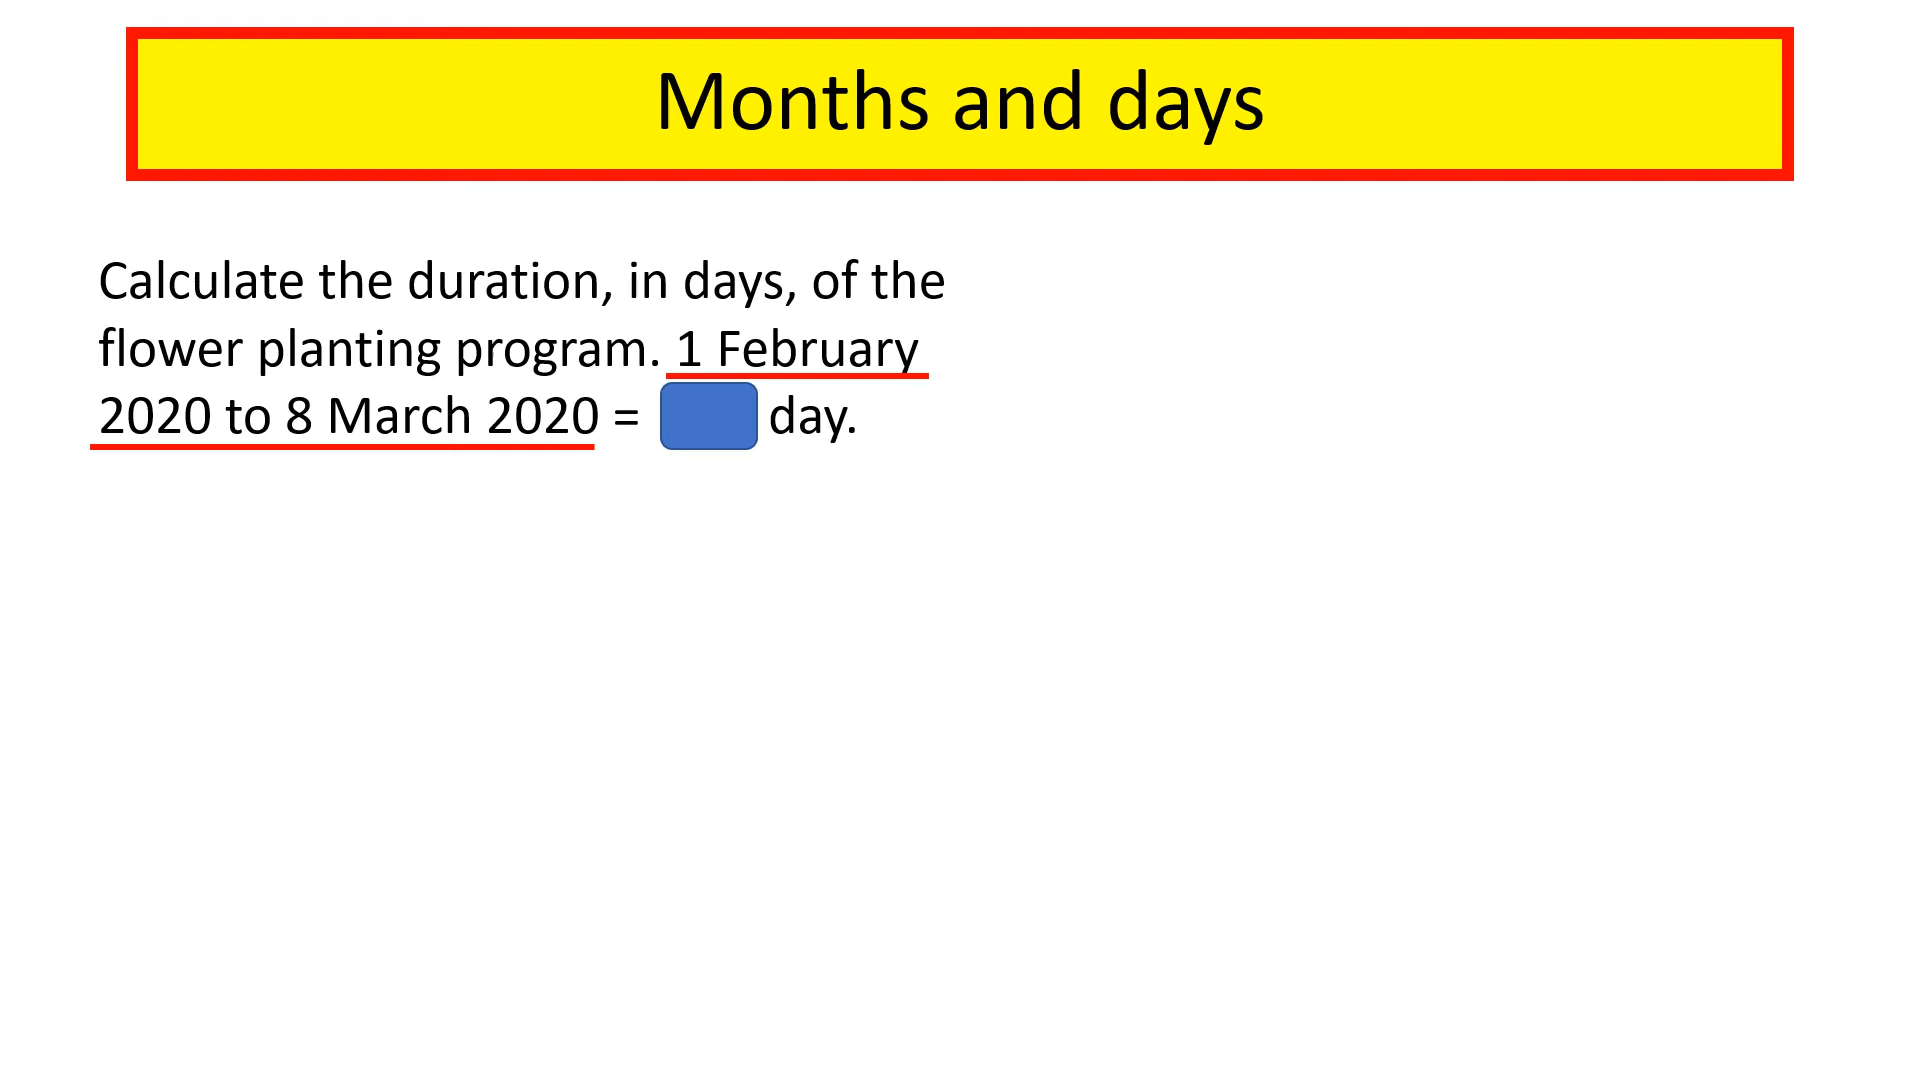 Months and days
Calculate the duration, in days, of the
flower planting program. 1 February
2020 to 8 March 2020 = day.